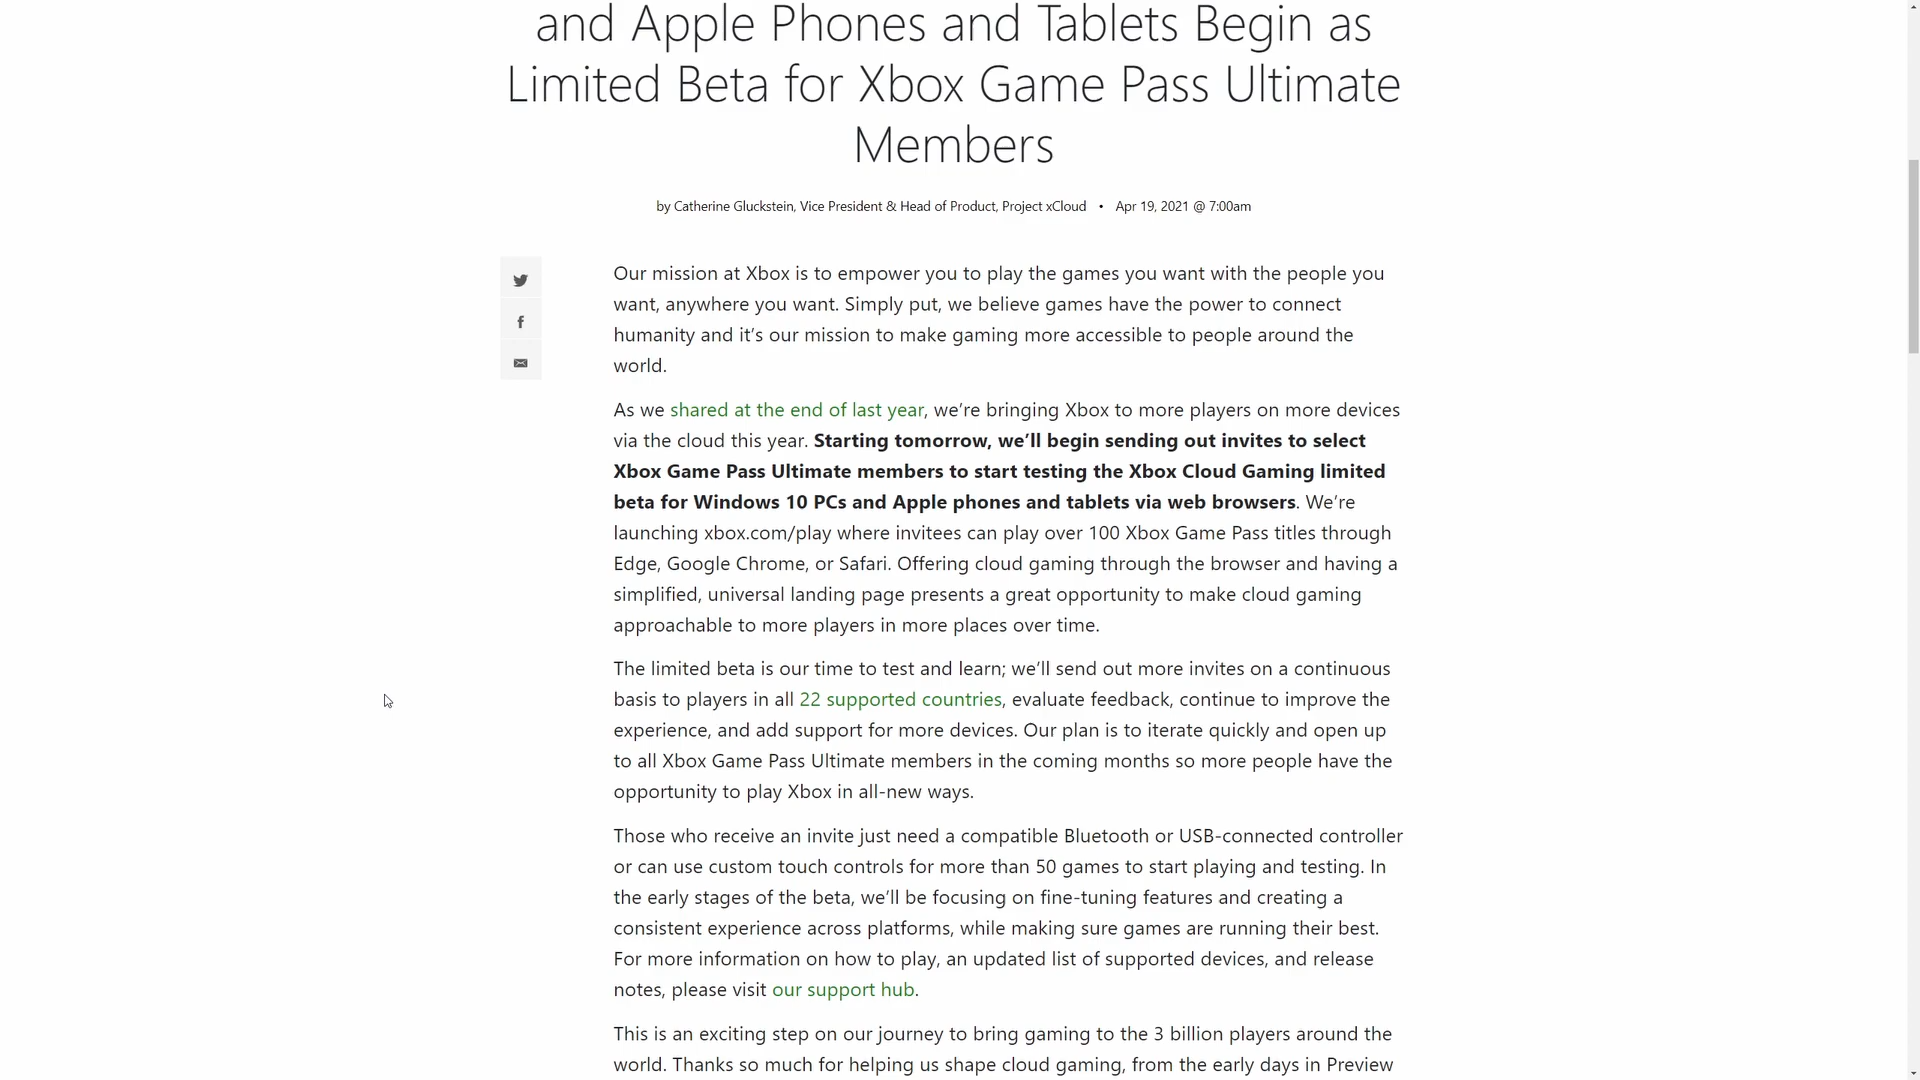 and Apple Phones and Tablets Begin as
Limited Beta for Xbox Game Pass Ultimate
Members
by Catherine Gluckstein, Vice President & Head of Product, Project xCloud • Apr 19, 2021 @ 7:00am
Our mission at Xbox is to empower you to play the games you want with the people you
want, anywhere you want. Simply put, we believe games have the power to connect
humanity and it’s our mission to make gaming more accessible to people around the
world.
As we shared at the end of last year, we’re bringing Xbox to more players on more devices
via the cloud this year. Starting tomorrow, we’ll begin sending out invites to select
Xbox Game Pass Ultimate members to start testing the Xbox Cloud Gaming limited
beta for Windows 10 PCs and Apple phones and tablets via web browsers. We’re
launching xbox.com/play where invitees can play over 100 Xbox Game Pass titles through
Edge, Google Chrome, or Safari. Offering cloud gaming through the browser and having a
simplified, universal landing page presents a great opportunity to make cloud gaming
approachable to more players in more places over time.
The limited beta is our time to test and learn; we’ll send out more invites on a continuous
basis to players in all 22 supported countries, evaluate feedback, continue to improve the
experience, and add support for more devices. Our plan is to iterate quickly and open up
to all Xbox Game Pass Ultimate members in the coming months so more people have the
opportunity to play Xbox in all-new ways.
Those who receive an invite just need a compatible Bluetooth or USB-connected controller
or can use custom touch controls for more than 50 games to start playing and testing. In
the early stages of the beta, we’ll be focusing on fine-tuning features and creating a
consistent experience across platforms, while making sure games are running their best.
For more information on how to play, an updated list of supported devices, and release
notes, please visit our support hub.
This is an exciting step on our journey to bring gaming to the 3 billion players around the
world. Thanks so much for helping us shape cloud gaming, from the early days in Preview